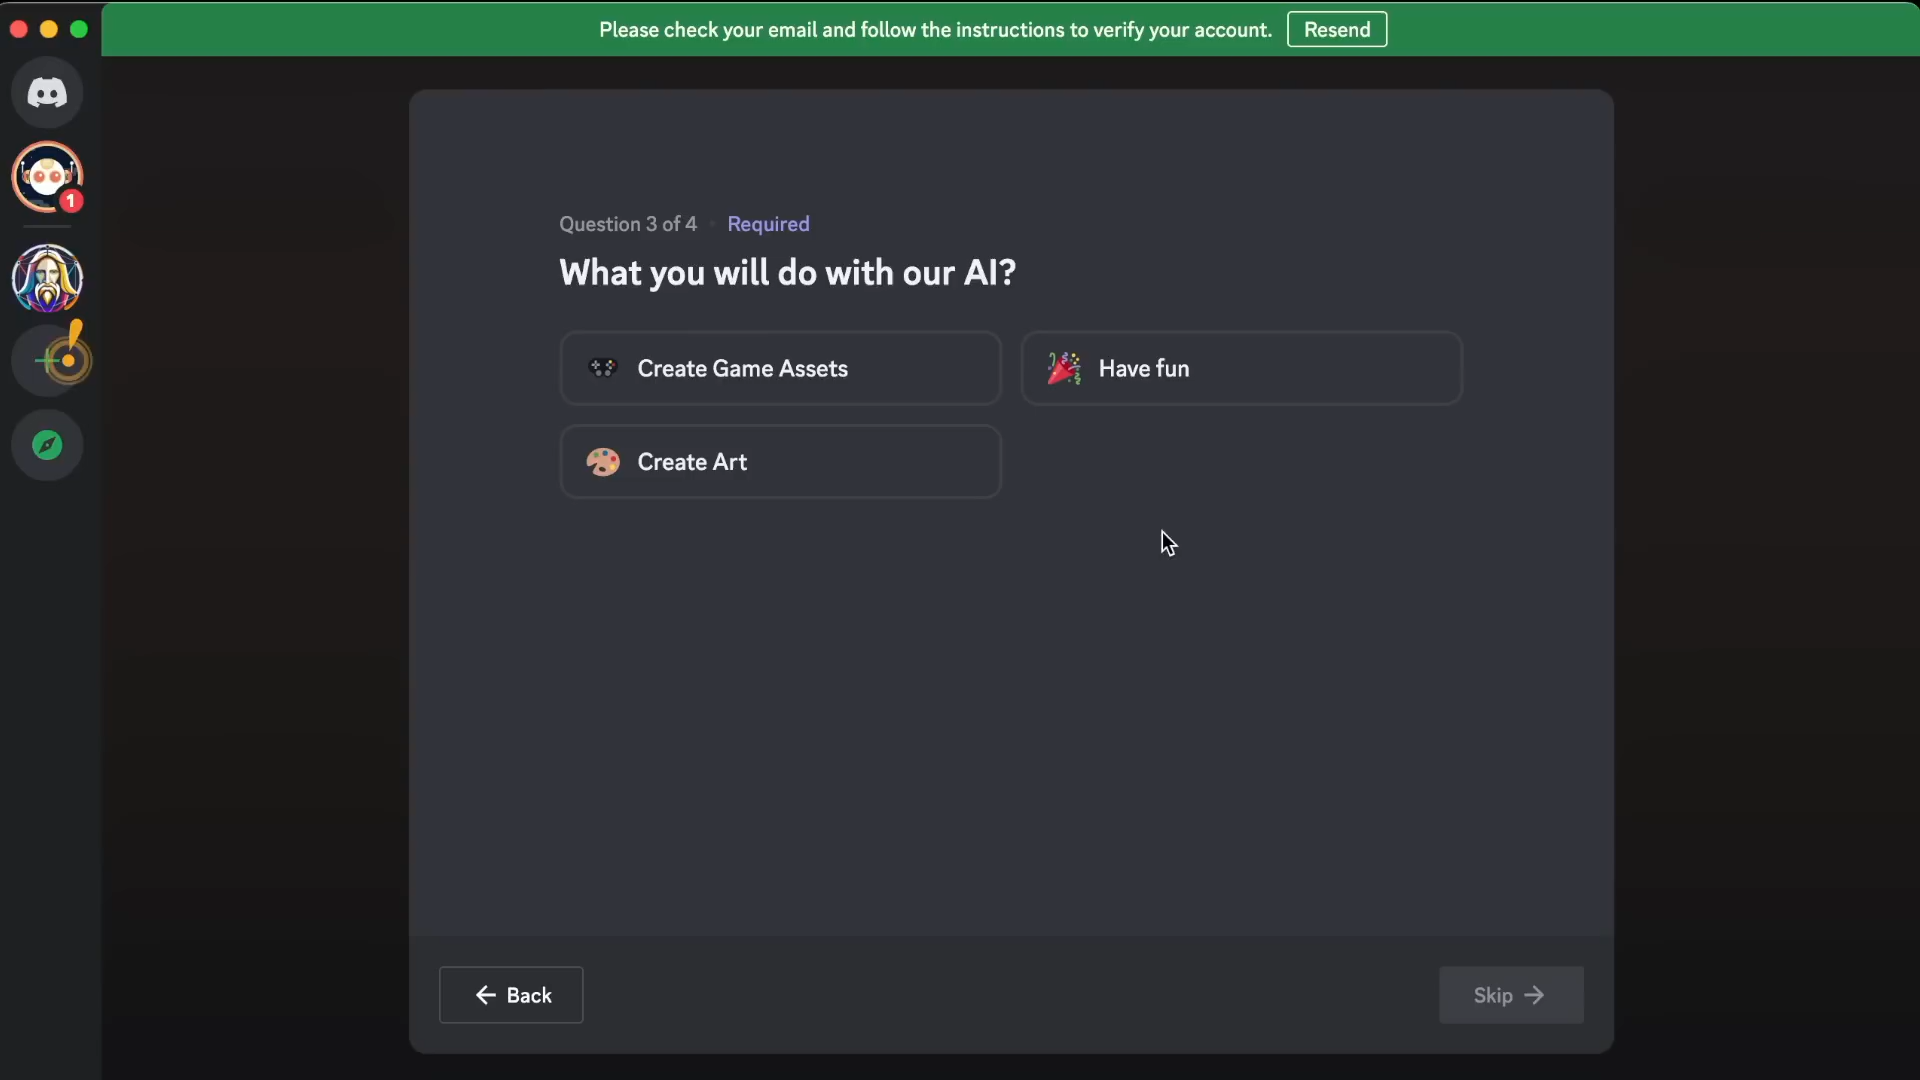 Please check your email and follow the instructions to verify your account. Resend
1
Question 3 of 4 Required
What you will do with our AI?
Create Game Assets Have fun
Create Art
Back Skip